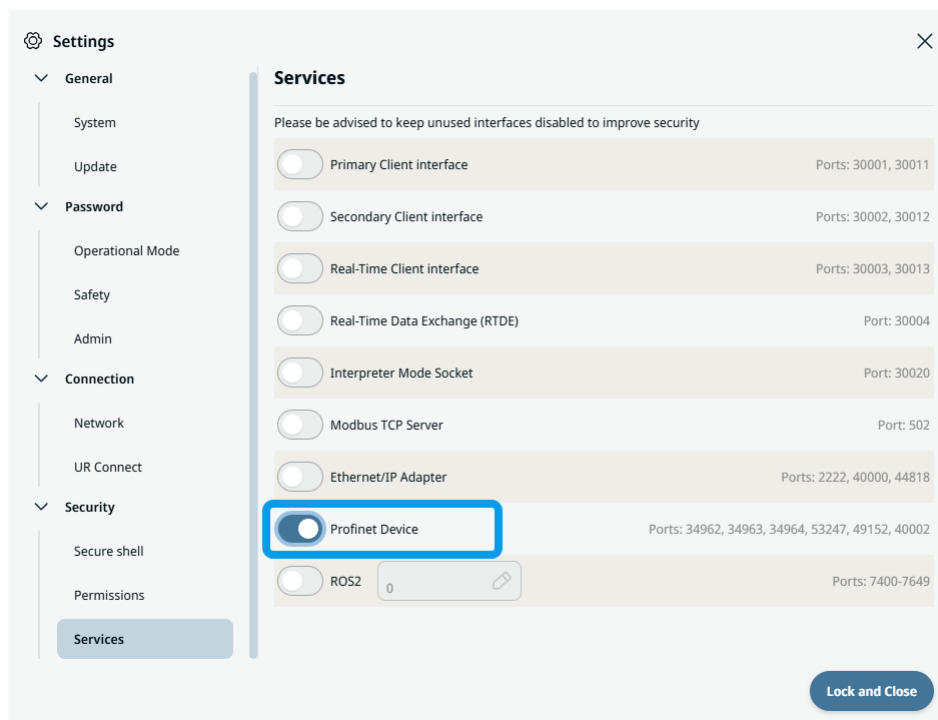 Settings
General
System
Update
Password
Operational Mode
Safety
Admin
Connection
Network
UR Connect
Security
Secure shell
Permissions
Services
Services
Please be advised to keep unused interfaces disabled to improve security
Primary Client interface Ports: 30001, 30011
Secondary Client interface Ports: 30002, 30012
Real-Time Client interface Ports: 30003, 30013
Real-Time Data Exchange (RTDE) Port: 30004
Interpreter Mode Socket Port: 30020
Modbus TCP Server Port: 502
Ethernet/IP Adapter Ports: 2222, 40000, 44818
Profinet Device Ports: 34962, 34963, 34964, 53247, 49152, 40002
ROS2 0 Ports: 7400-7649
Lock and Close